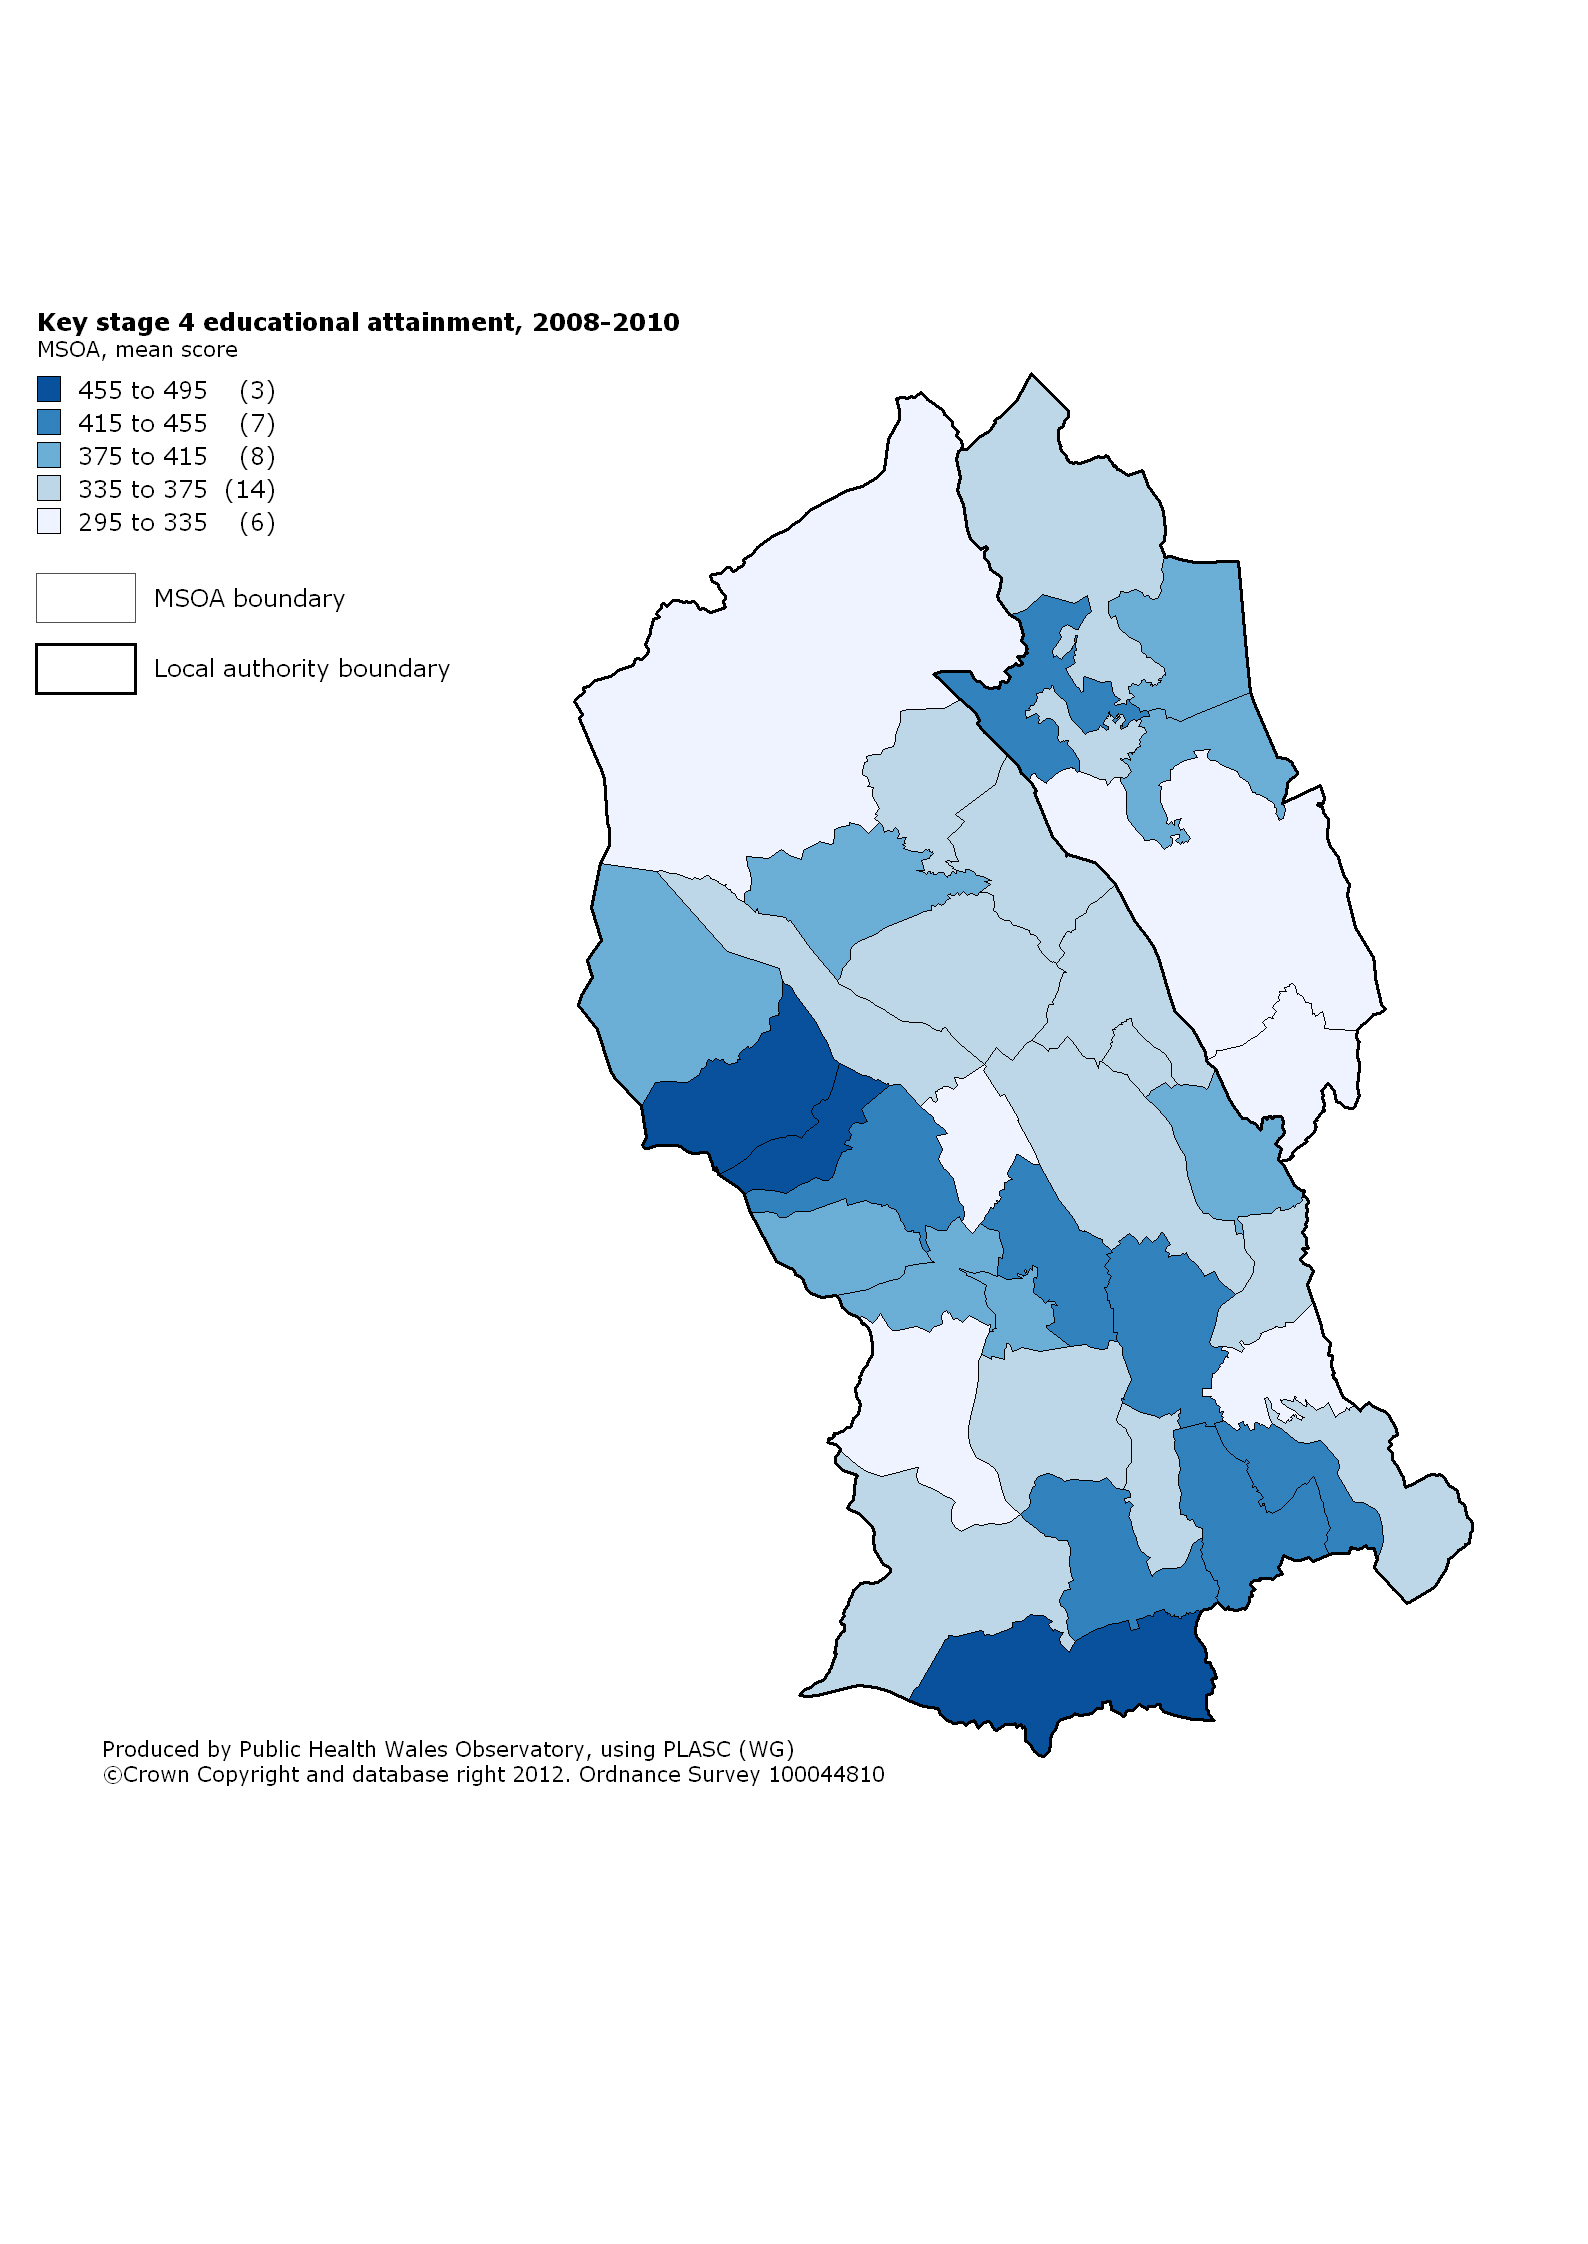 Key stage 4 educational attainment, 2008-2010
MSOA, mean score
455 to 495 (3)
415 to 455 (7)
375 to 415 (8)
335 to 375 (14)
295 to 335 (6)
MSOA boundary
Local authority boundary
Produced by Public Health Wales Observatory, using PLASC (WG)
©Crown Copyright and database right 2012. Ordnance Survey 100044810